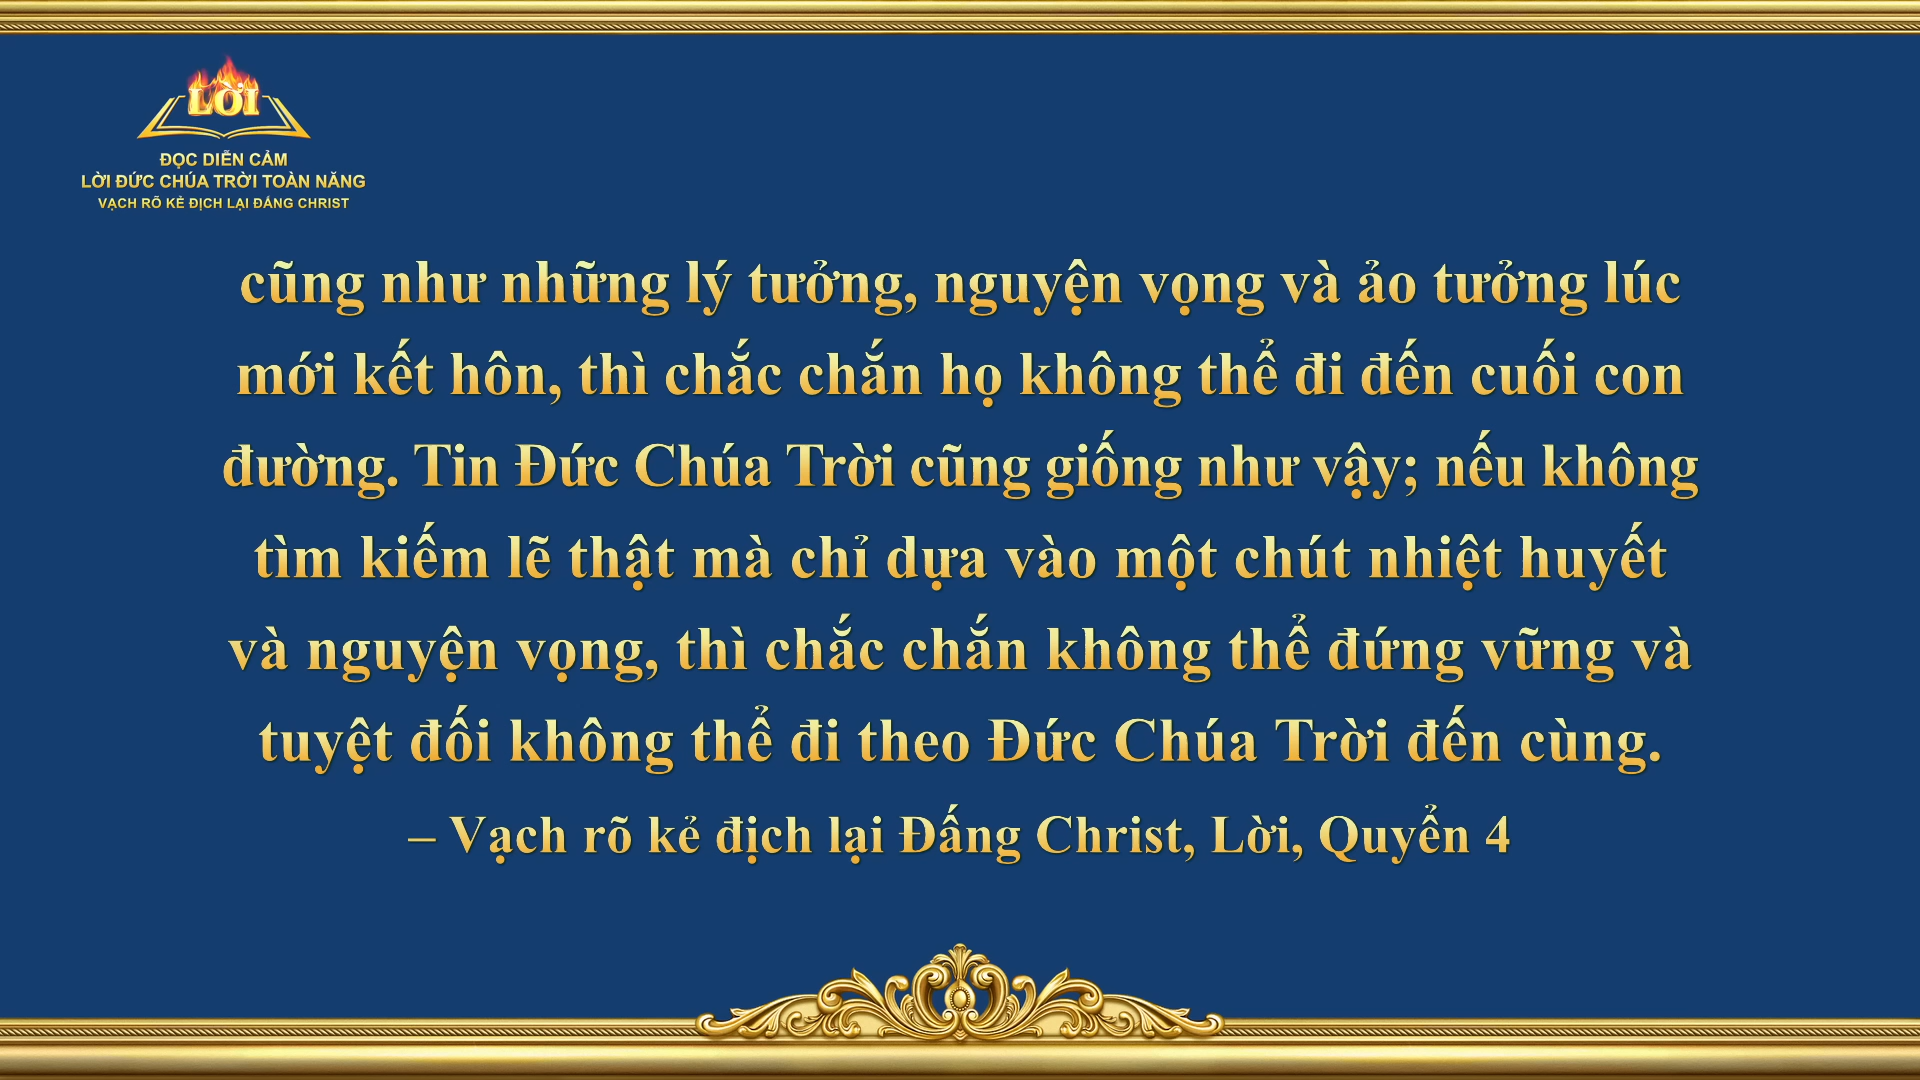 LỜI
ĐỌC DIỄN CẢM
LỜI ĐỨC CHÚA TRỜI TOÀN NĂNG
VẠCH RÕ KẺ ĐỊCH LẠI ĐẤNG CHRIST
cũng như những lý tưởng, nguyện vọng và ảo tưởng lúc
mới kết hôn, thì chắc chắn họ không thể đi đến cuối con
đường. Tin Đức Chúa Trời cũng giống như vậy; nếu không
tìm kiếm lẽ thật mà chỉ dựa vào một chút nhiệt huyết
và nguyện vọng, thì chắc chắn không thể đứng vững và
tuyệt đối không thể đi theo Đức Chúa Trời đến cùng.
– Vạch rõ kẻ địch lại Đấng Christ, Lời, Quyển 4